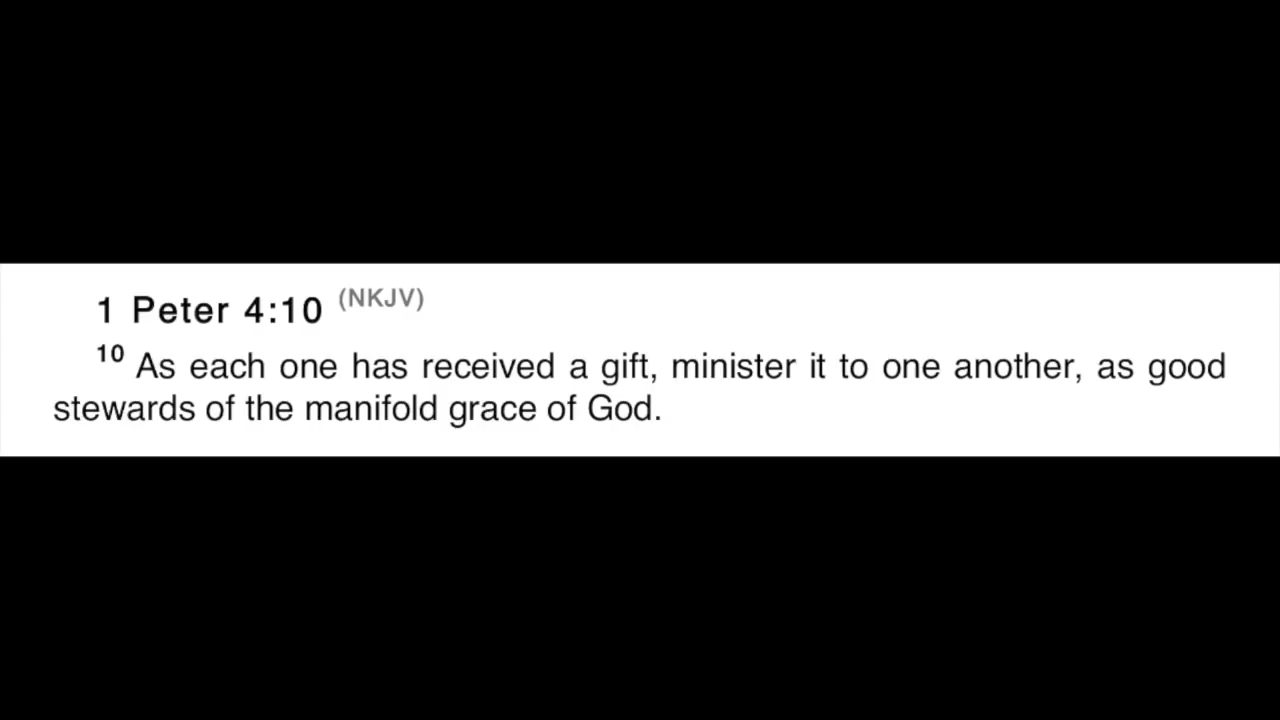 1 Peter 4:10 (NKJV)
10 As each one has received a gift, minister it to one another, as good
stewards of the manifold grace of God.